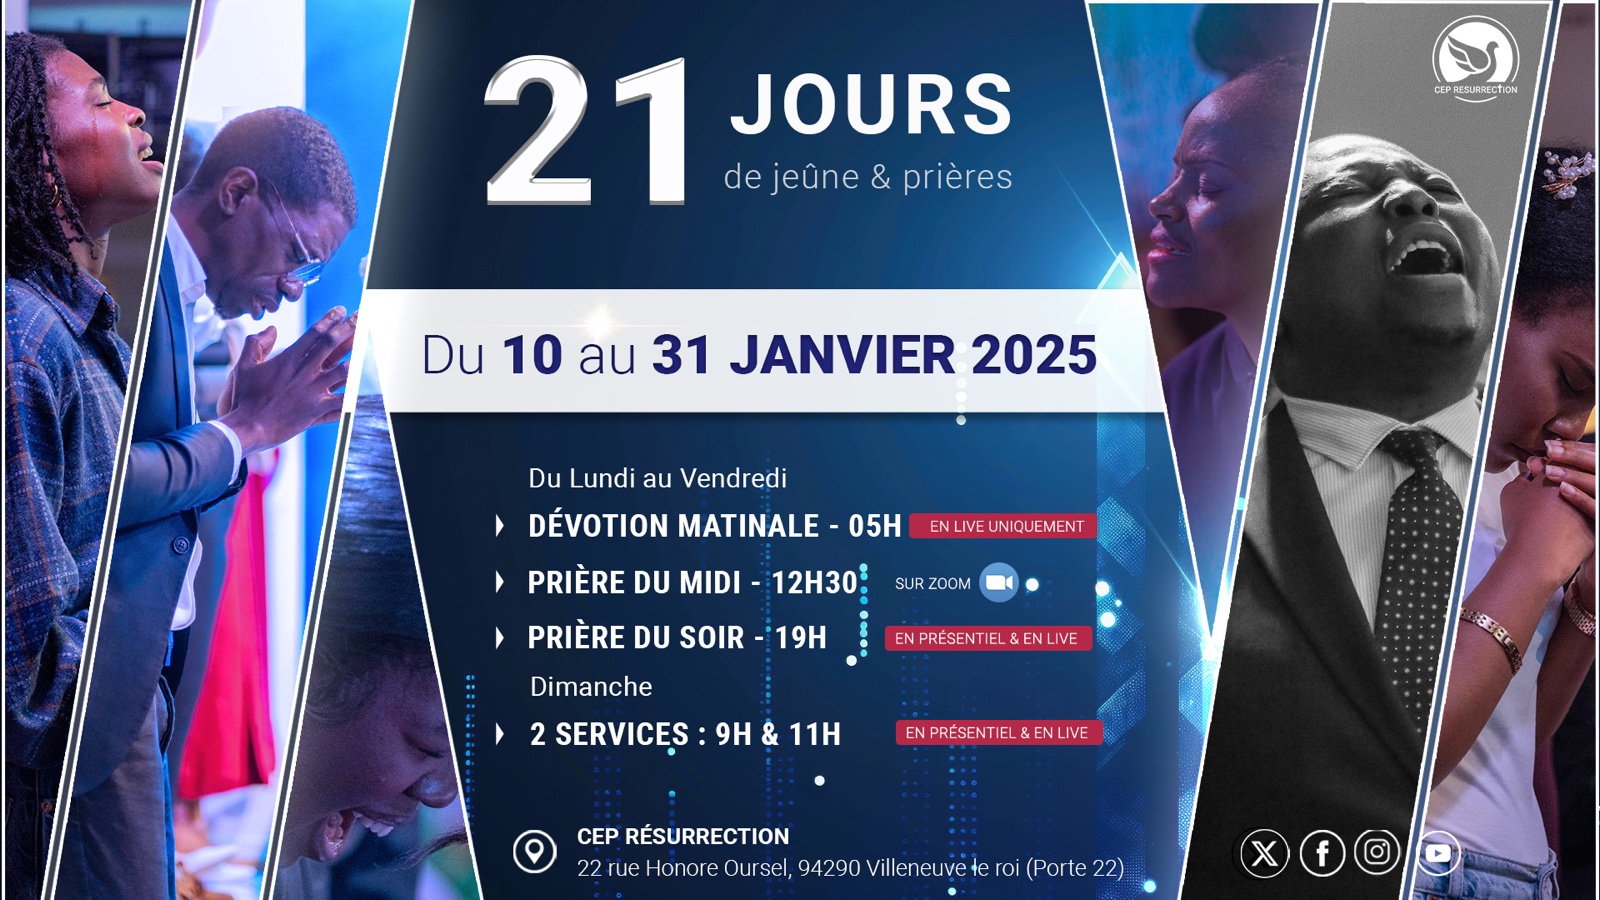 21 JOURS
de jeûne & prières
CEP RESURRECTION
Du 10 au 31 JANVIER 2025
Du Lundi au Vendredi
DÉVOTION MATINALE - 05H EN LIVE UNIQUEMENT
PRIÈRE DU MIDI - 12H30 SUR ZOOM
PRIÈRE DU SOIR - 19H EN PRÉSENTIEL & EN LIVE
Dimanche
2 SERVICES : 9H & 11H EN PRÉSENTIEL & EN LIVE
CEP RÉSURRECTION
22 rue Honore Oursel, 94290 Villeneuve le roi (Porte 22)